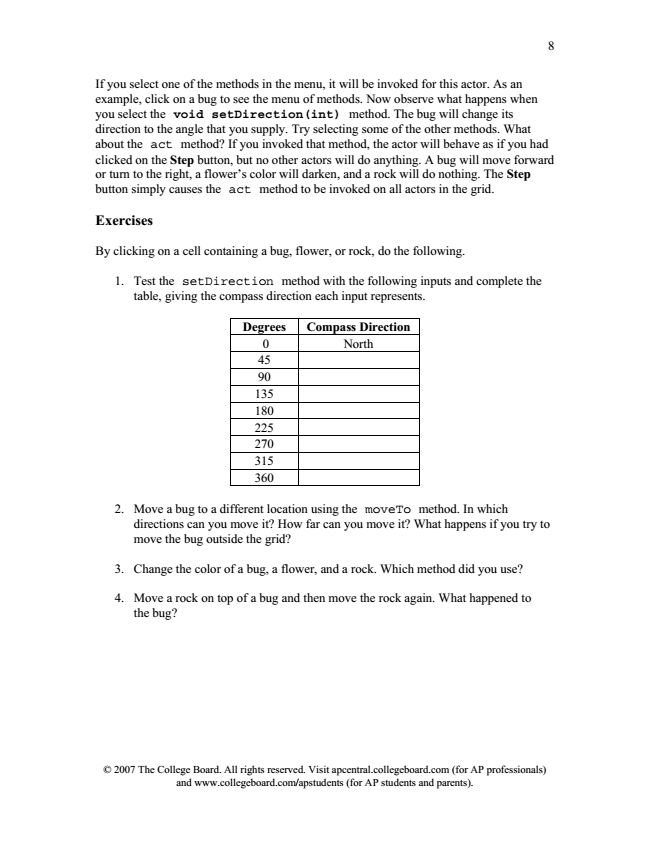 8
If you select one of the methods in the menu, it will be invoked for this actor. As an
example, click on a bug to see the menu of methods. Now observe what happens when
you select the void setDirection(int) method. The bug will change its
direction to the angle that you supply. Try selecting some of the other methods. What
about the act method? If you invoked that method, the actor will behave as if you had
clicked on the Step button, but no other actors will do anything. A bug will move forward
or turn to the right, a flower's color will darken, and a rock will do nothing. The Step
button simply causes the act method to be invoked on all actors in the grid.
Exercises
By clicking on a cell containing a bug, flower, or rock, do the following.
1. Test the setDirection method with the following inputs and complete the
table, giving the compass direction each input represents.
Degrees Compass Direction
0 North
45
90
135
180
225
270
315
360
2. Move a bug to a different location using the moveTo method. In which
directions can you move it? How far can you move it? What happens if you try to
move the bug outside the grid?
3. Change the color of a bug, a flower, and a rock. Which method did you use?
4. Move a rock on top of a bug and then move the rock again. What happened to
the bug?
© 2007 The College Board. All rights reserved. Visit apcentral.collegeboard.com (for AP professionals)
and www.collegeboard.com/apstudents (for AP students and parents).